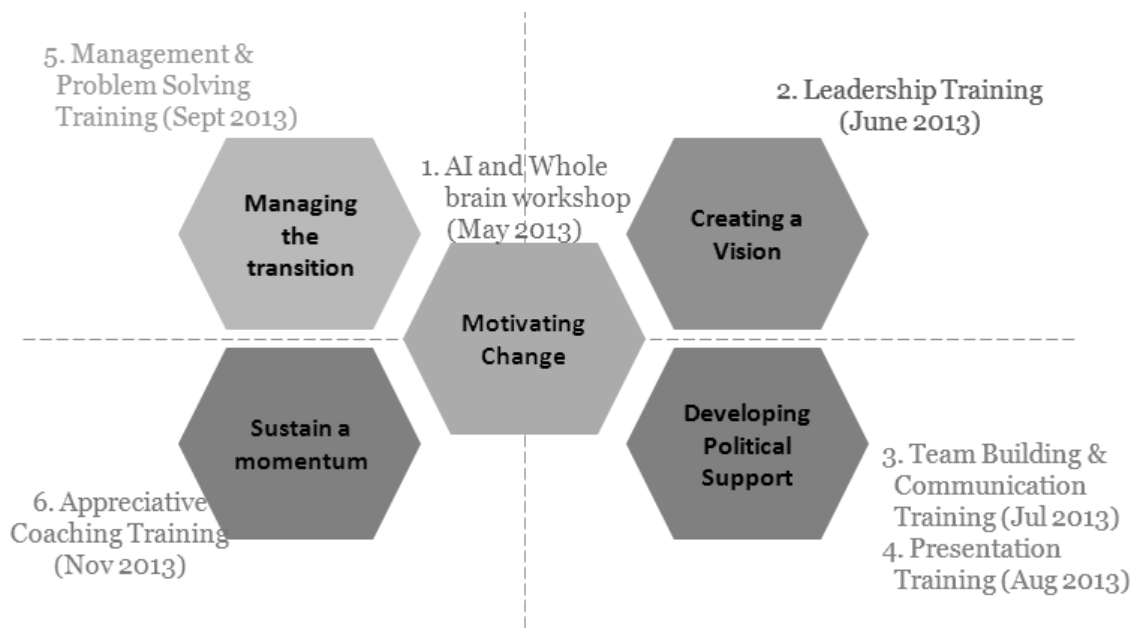 5. Management &
Problem Solving
Training (Sept 2013)
Managing
the
transition
1. AI and Whole
brain workshop
(May 2013)
Motivating
Change
2. Leadership Training
(June 2013)
Creating a
Vision
Developing
Political
Support
3. Team Building &
Communication
Training (Jul 2013)
4. Presentation
Training (Aug 2013)
Sustain a
momentum
6. Appreciative
Coaching Training
(Nov 2013)